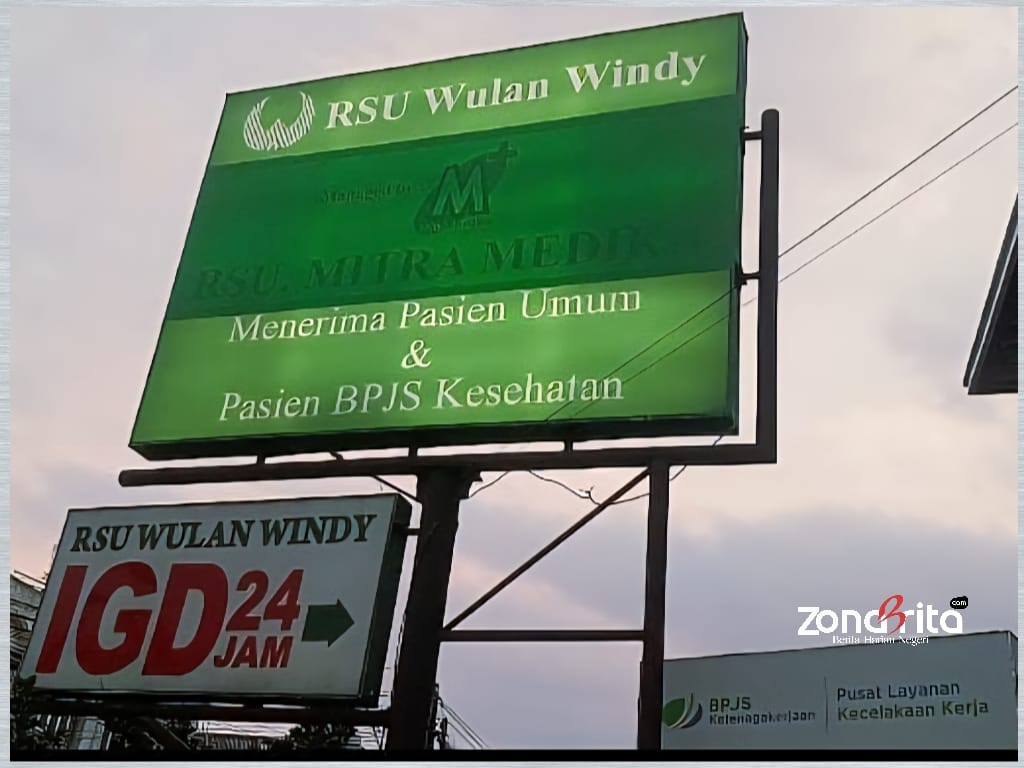 RSU Wulan Windy
M
RSU. MITRA MEDIKA
Menerima Pasien Umum
&
Pasien BPJS Kesehatan
RSU WULAN WINDY
IGD 24 JAM
ZonaBrita.com
Berita Harian Negeri
BPJS
Ketenagakerjaan
Pusat Layanan
Kecelakaan Kerja